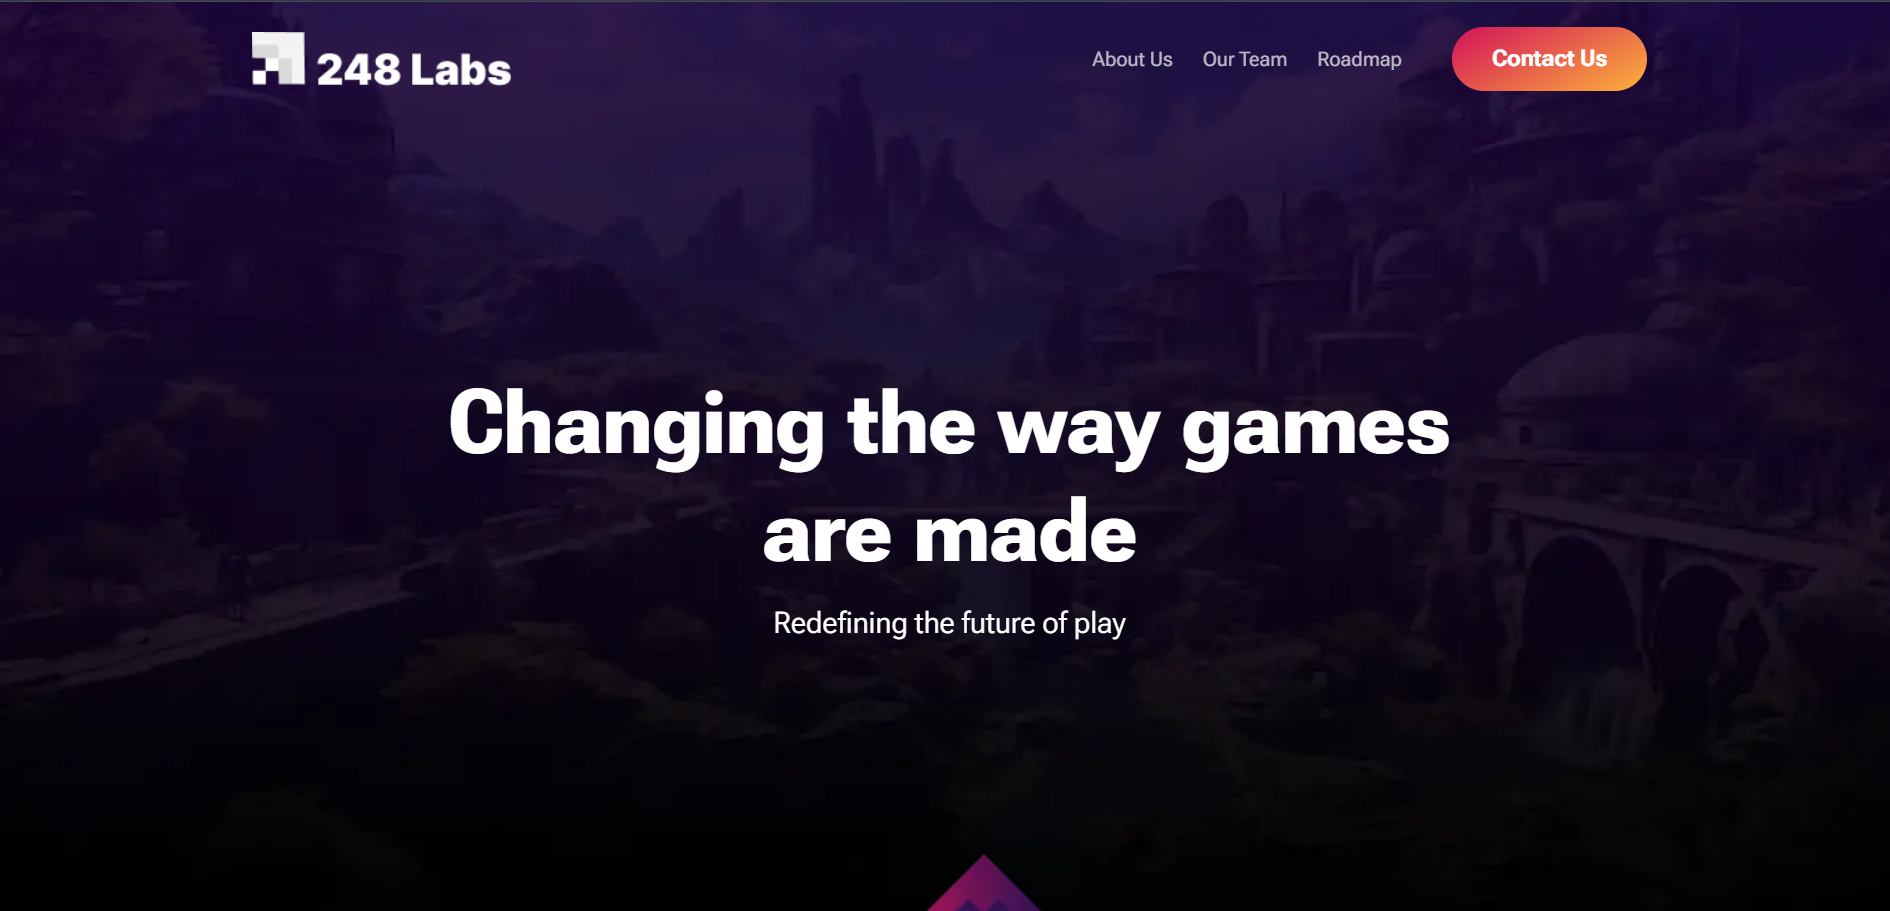 248 Labs
About Us
Our Team
Roadmap
Contact Us
Changing the way games
are made
Redefining the future of play